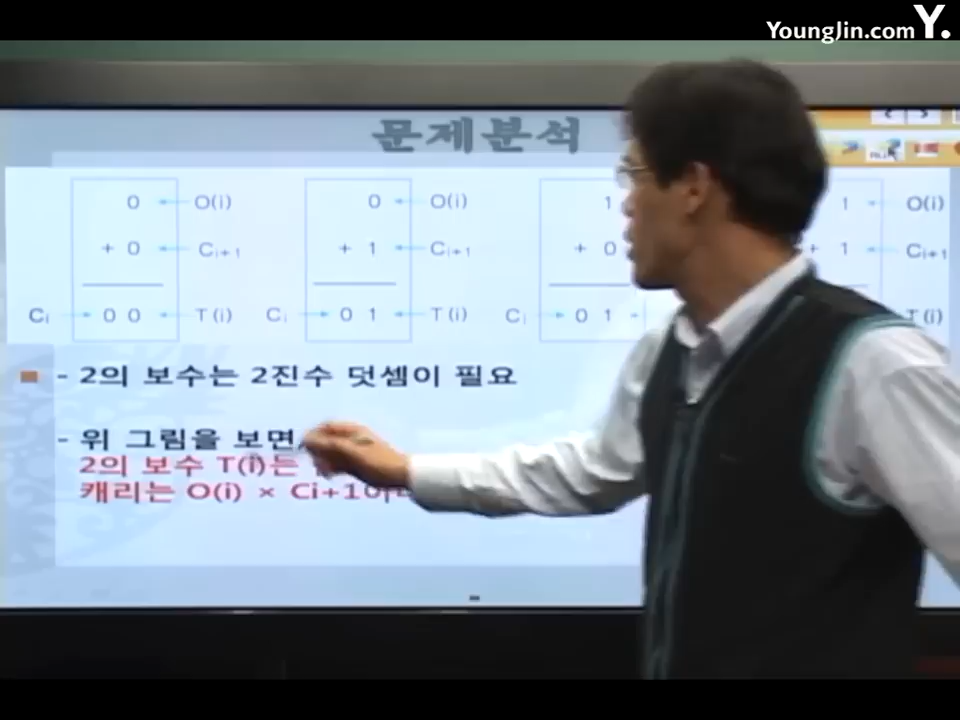 YoungJin.com Y.
문제분석
0 O(i) 0 O(i) 1 1 O(i)
+ 0 Ci+1 + 1 Ci+1 + 0 + 1 Ci+1
Ci 0 0 T(i) Ci 0 1 T(i) Ci 0 1 T(i)
- 2의 보수는 2진수 덧셈이 필요
- 위 그림을 보면,
2의 보수 T(i)는
캐리는 O(i) × Ci+1이